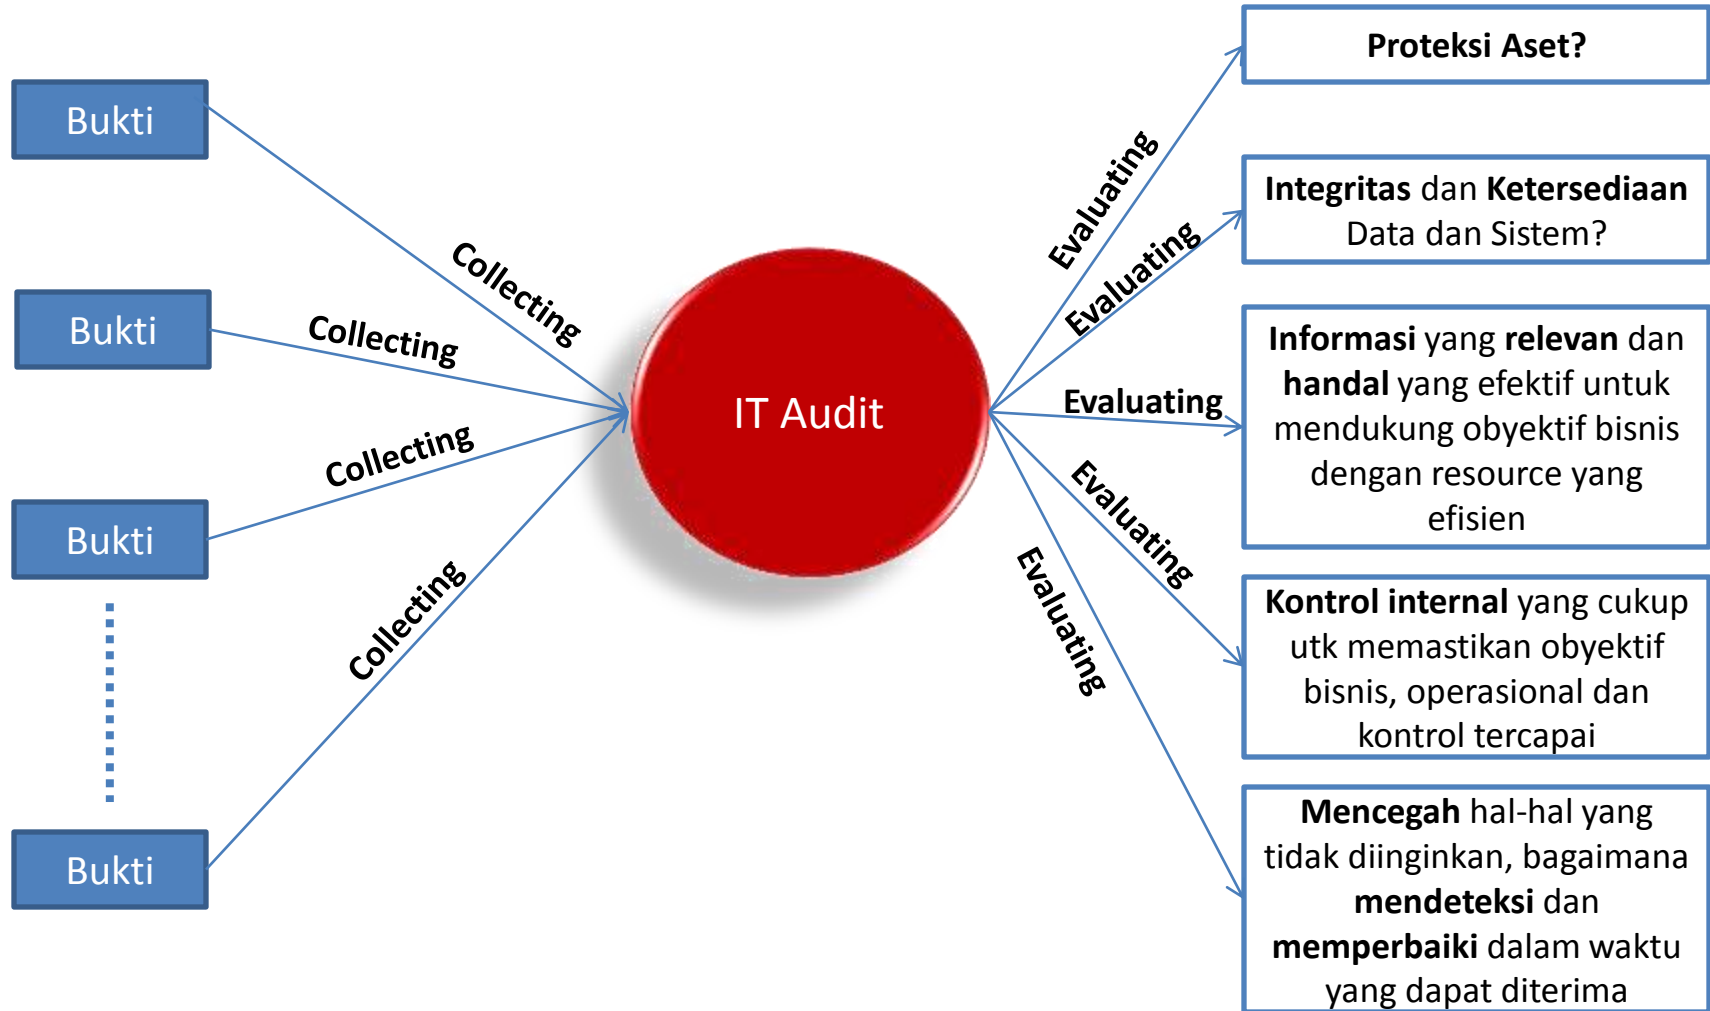 Bukti
Bukti
Bukti
Bukti
Collecting
Collecting
Collecting
Collecting
IT Audit
Evaluating
Evaluating
Evaluating
Evaluating
Evaluating
Proteksi Aset?
Integritas dan Ketersediaan
Data dan Sistem?
Informasi yang relevan dan
handal yang efektif untuk
mendukung obyektif bisnis
dengan resource yang
efisien
Kontrol internal yang cukup
utk memastikan obyektif
bisnis, operasional dan
kontrol tercapai
Mencegah hal-hal yang
tidak diinginkan, bagaimana
mendeteksi dan
memperbaiki dalam waktu
yang dapat diterima